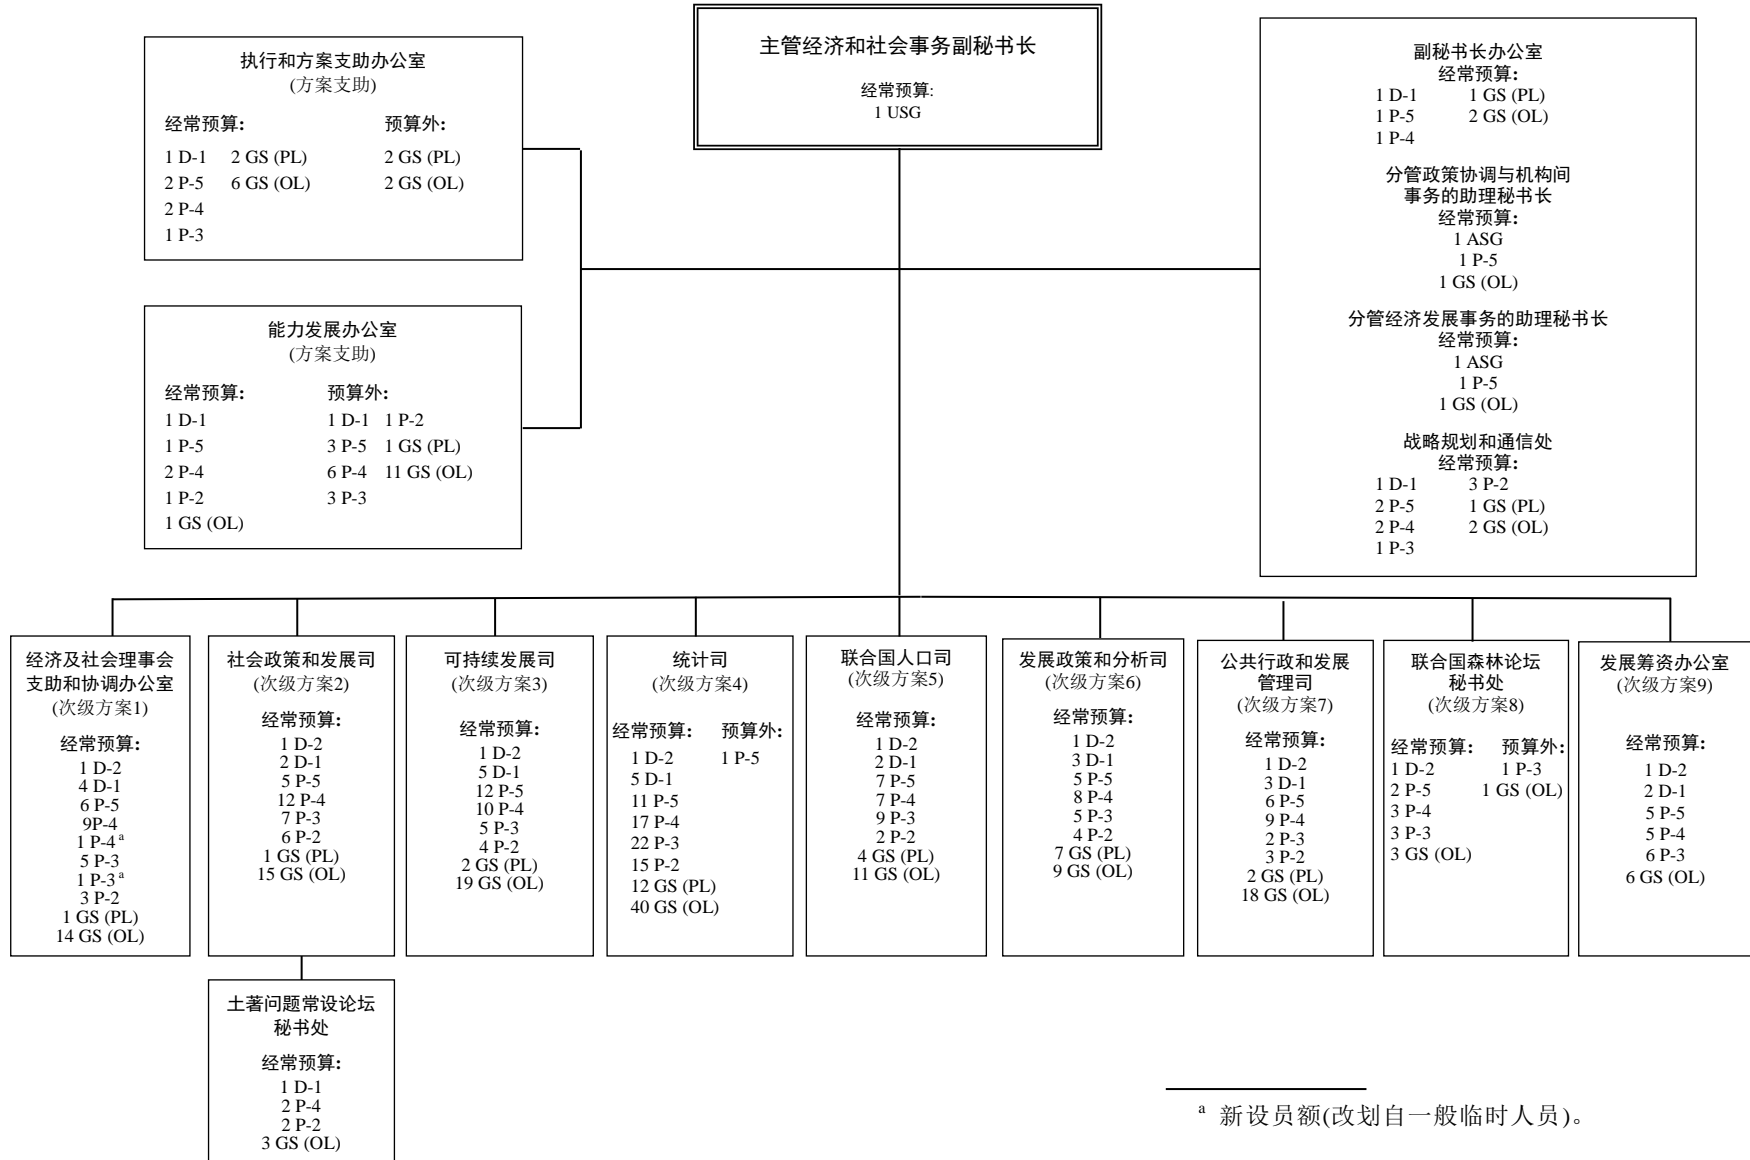 主管经济和社会事务副秘书长
经常预算:
1 USG
执行和方案支助办公室
(方案支助)
经常预算: 预算外:
1 D-1 2 GS (PL) 2 GS (PL)
2 P-5 6 GS (OL) 2 GS (OL)
2 P-4
1 P-3
能力发展办公室
(方案支助)
经常预算: 预算外:
1 D-1 1 D-1 1 P-2
1 P-5 3 P-5 1 GS (PL)
2 P-4 6 P-4 11 GS (OL)
1 P-2 3 P-3
1 GS (OL)
副秘书长办公室
经常预算:
1 D-1 1 GS (PL)
1 P-5 2 GS (OL)
1 P-4
分管政策协调与机构间
事务的助理秘书长
经常预算:
1 ASG
1 P-5
1 GS (OL)
分管经济发展事务的助理秘书长
经常预算:
1 ASG
1 P-5
1 GS (OL)
战略规划和通信处
经常预算:
1 D-1 3 P-2
2 P-5 1 GS (PL)
2 P-4 2 GS (OL)
1 P-3
经济及社会理事会
支助和协调办公室
(次级方案1)
经常预算:
1 D-2
4 D-1
6 P-5
9P-4
1 P-4 a
5 P-3
1 P-3 a
3 P-2
1 GS (PL)
14 GS (OL)
社会政策和发展司
(次级方案2)
经常预算:
1 D-2
2 D-1
5 P-5
12 P-4
7 P-3
6 P-2
1 GS (PL)
15 GS (OL)
土著问题常设论坛
秘书处
经常预算:
1 D-1
2 P-4
2 P-2
3 GS (OL)
可持续发展司
(次级方案3)
经常预算:
1 D-2
5 D-1
12 P-5
10 P-4
5 P-3
4 P-2
2 GS (PL)
19 GS (OL)
统计司
(次级方案4)
经常预算: 预算外:
1 D-2 1 P-5
5 D-1
11 P-5
17 P-4
22 P-3
15 P-2
12 GS (PL)
40 GS (OL)
联合国人口司
(次级方案5)
经常预算:
1 D-2
2 D-1
7 P-5
7 P-4
9 P-3
2 P-2
4 GS (PL)
11 GS (OL)
发展政策和分析司
(次级方案6)
经常预算:
1 D-2
3 D-1
5 P-5
8 P-4
5 P-3
4 P-2
7 GS (PL)
9 GS (OL)
公共行政和发展
管理司
(次级方案7)
经常预算:
1 D-2
3 D-1
6 P-5
9 P-4
2 P-3
3 P-2
2 GS (PL)
18 GS (OL)
联合国森林论坛
秘书处
(次级方案8)
经常预算: 预算外:
1 D-2 1 P-3
2 P-5 1 GS (OL)
3 P-4
3 P-3
3 GS (OL)
发展筹资办公室
(次级方案9)
经常预算:
1 D-2
2 D-1
5 P-5
5 P-4
6 P-3
6 GS (OL)
a 新设员额(改划自一般临时人员)。